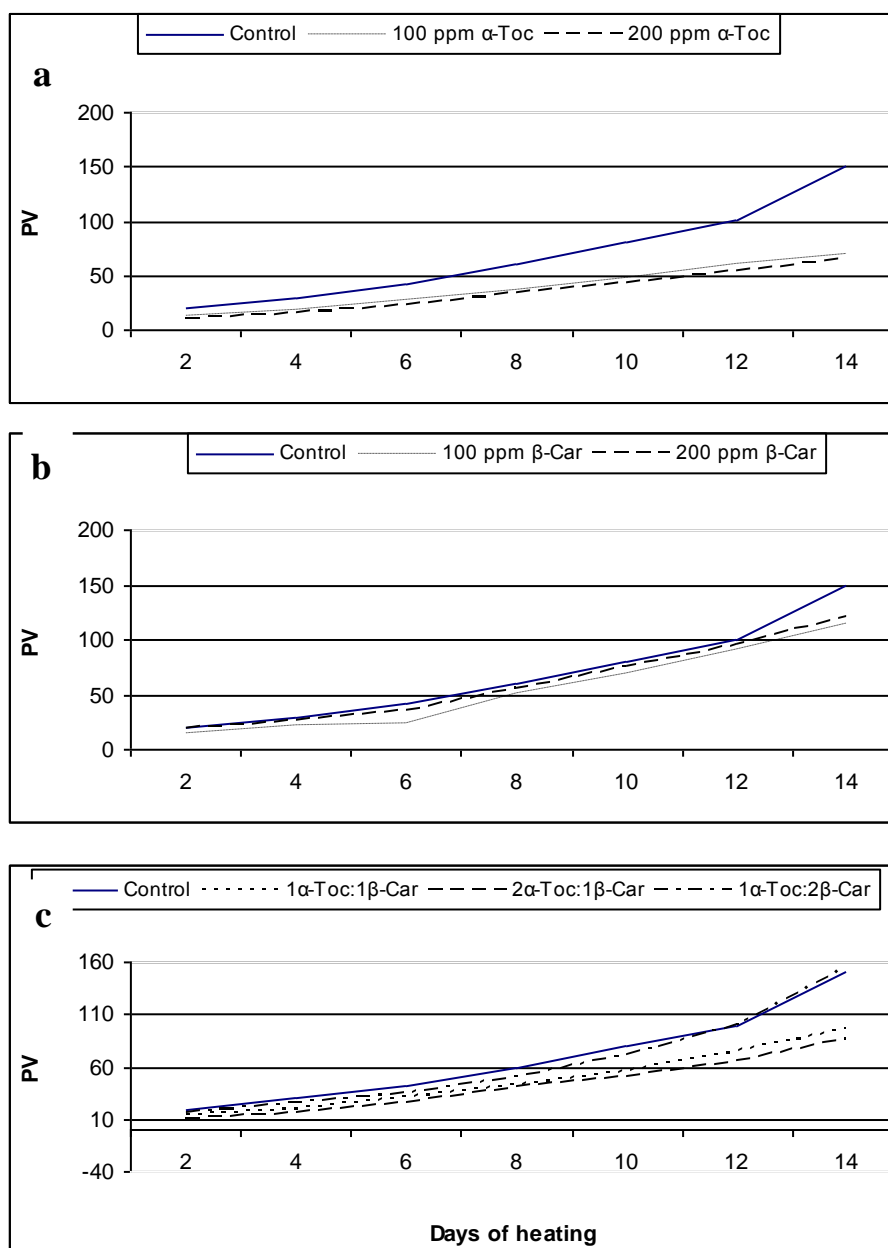 Control 100 ppm α-Toc 200 ppm α-Toc
a
200
150
100
50
0
PV
2 4 6 8 10 12 14
Control 100 ppm β-Car 200 ppm β-Car
b
200
150
100
50
0
PV
2 4 6 8 10 12 14
Control 1α-Toc:1β-Car 2α-Toc:1β-Car 1α-Toc:2β-Car
c
160
110
60
10
-40
PV
2 4 6 8 10 12 14
Days of heating